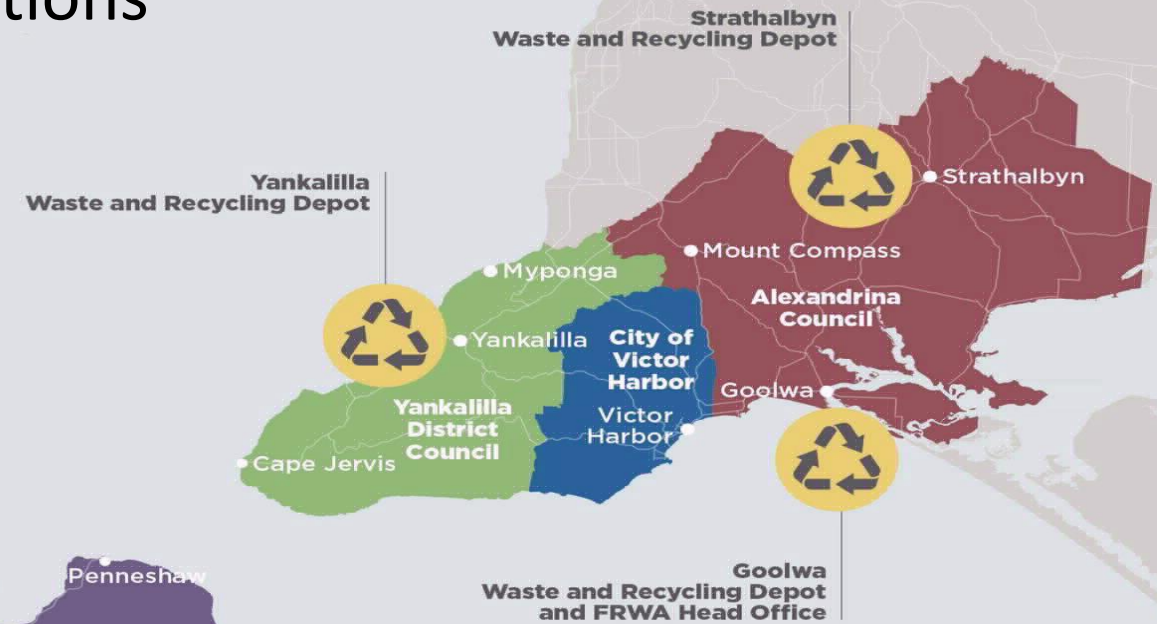 Strathalbyn
Waste and Recycling Depot
Yankalilla
Waste and Recycling Depot
Strathalbyn
Mount Compass
Myponga
Alexandrina
Council
Yankalilla
City of
Victor
Harbor
Goolwa
Yankalilla
District
Council
Victor
Harbor
Cape Jervis
Penneshaw
Goolwa
Waste and Recycling Depot
and FRWA Head Office